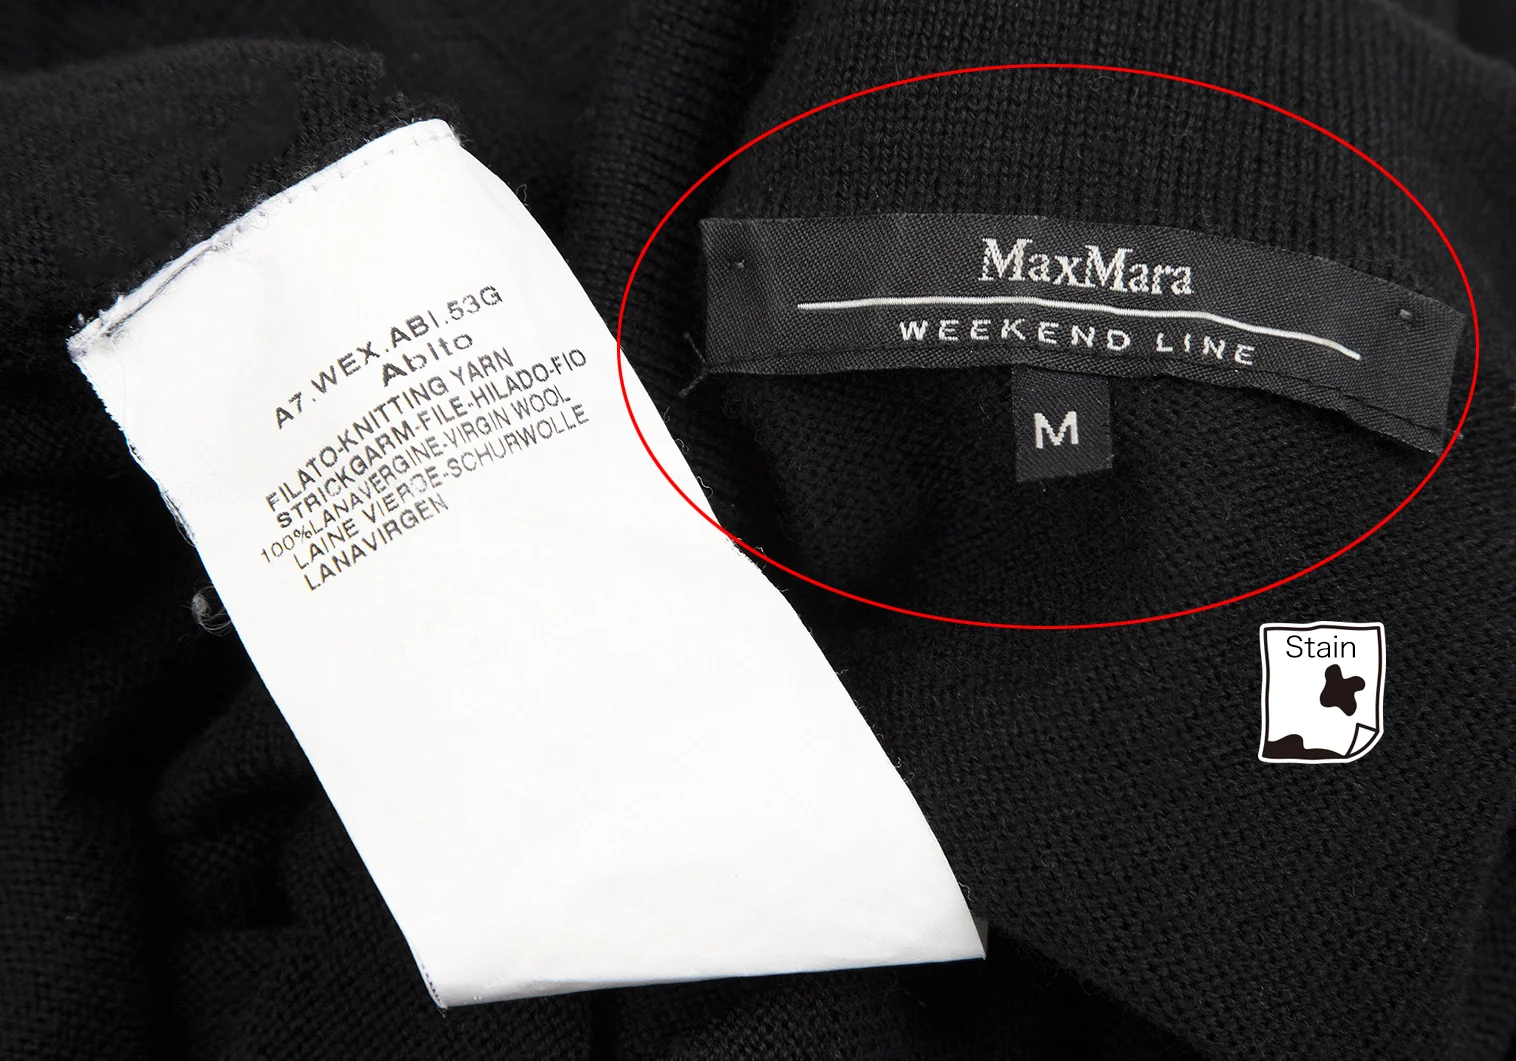 A7.WEX.ABI.53G
Abito
FILATO-KNITTING YARN
STRICKGARM-FILE-HILADO-FIO
100%LANAVERGINE-VIRGIN WOOL
LAINE VIERGE-SCHURWOLLE
LANAVIRGEN
MaxMara
WEEKEND LINE
M
Stain